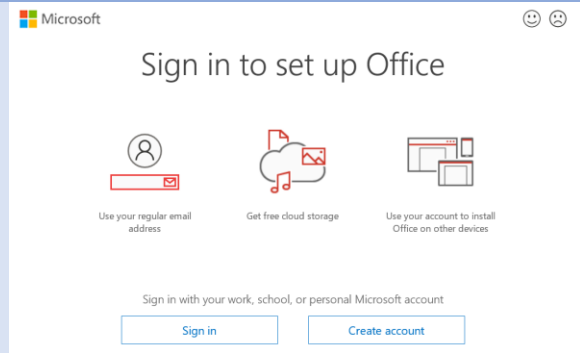 Microsoft
Sign in to set up Office
Use your regular email
address
Get free cloud storage
Use your account to install
Office on other devices
Sign in with your work, school, or personal Microsoft account
Sign in
Create account